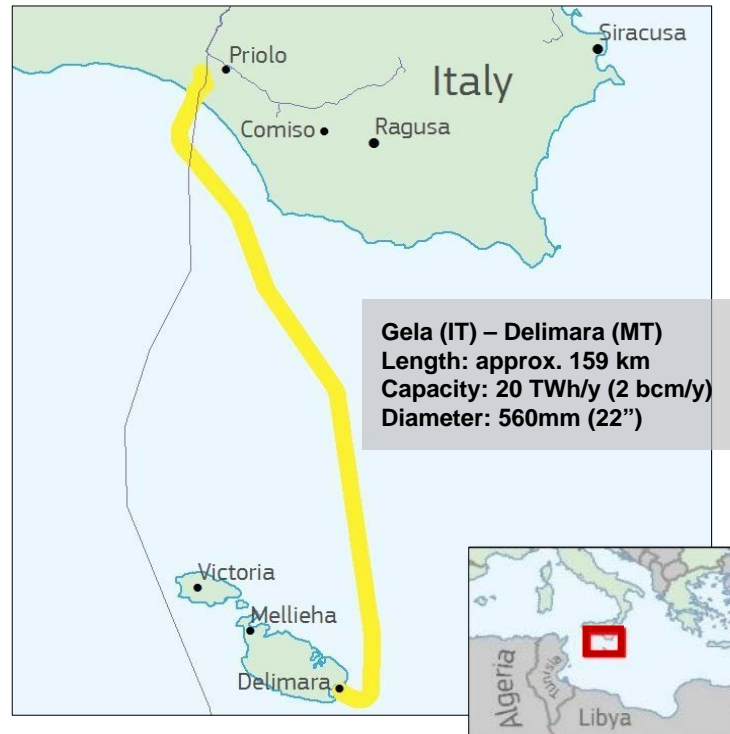 Siracusa
Priolo
Italy
Comiso
Ragusa
Gela (IT) – Delimara (MT)
Length: approx. 159 km
Capacity: 20 TWh/y (2 bcm/y)
Diameter: 560mm (22”)
Victoria
Mellieha
Delimara
Algeria
Tunisia
Libya